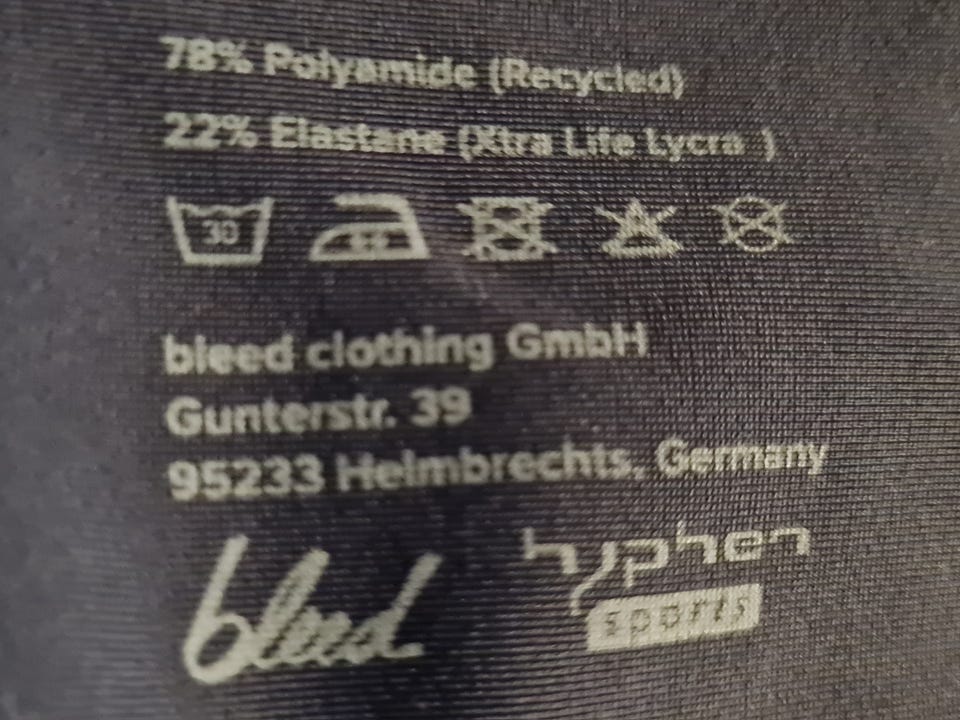 78% Polyamide (Recycled)
22% Elastane (Xtra Life Lycra )
30
bleed clothing GmbH
Gunterstr. 39
95233 Helmbrechts, Germany
bleed
hyphen
sports